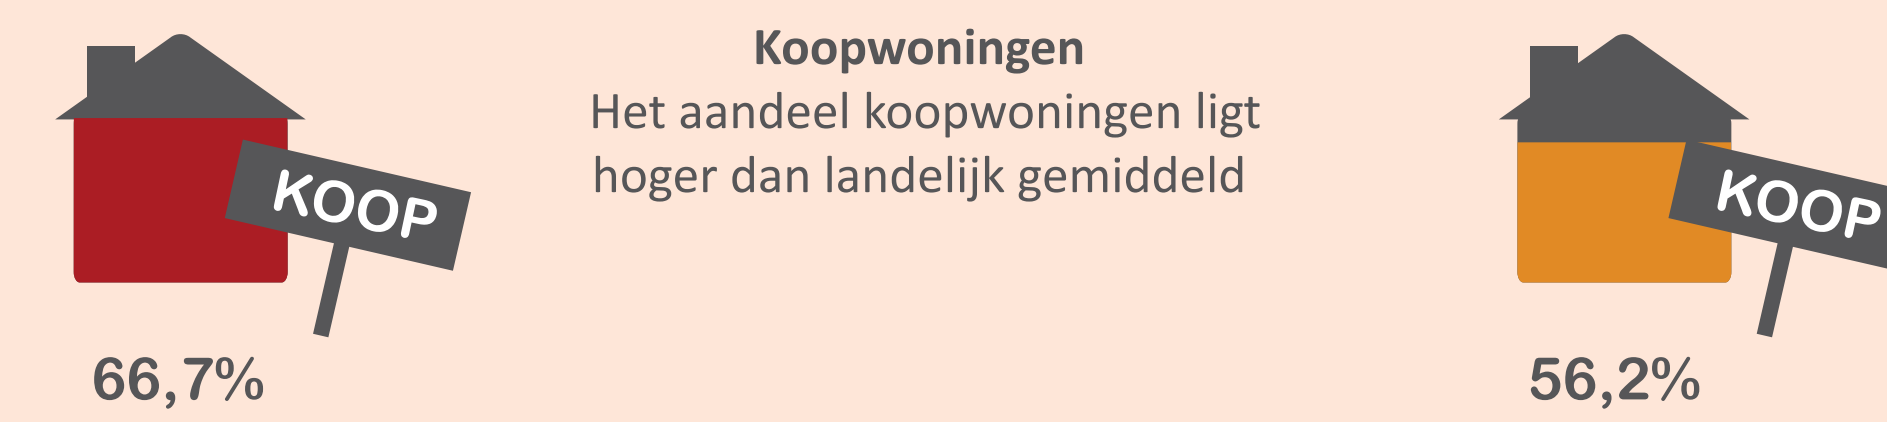 Koopwoningen
Het aandeel koopwoningen ligt
hoger dan landelijk gemiddeld
KOOP
66,7%
KOOP
56,2%